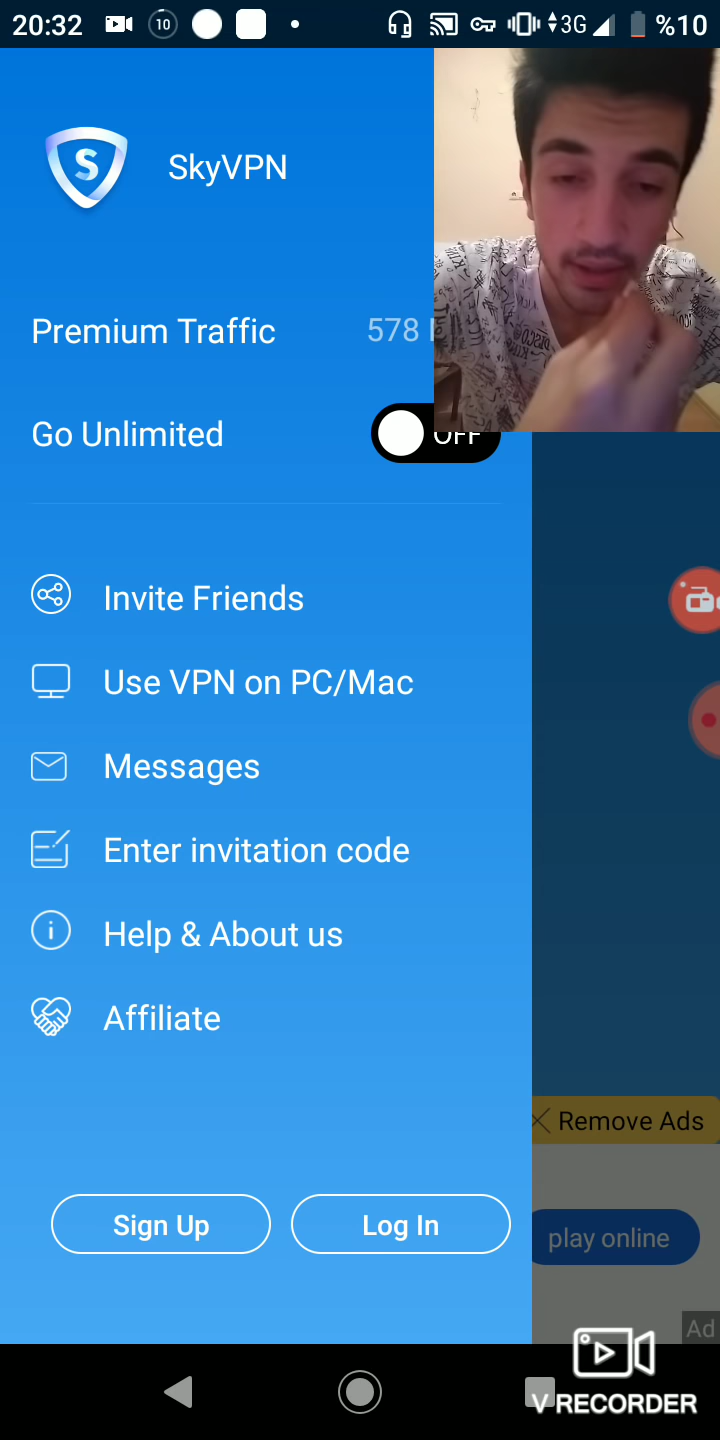 20:32
10
3G
%10
S
SkyVPN
Premium Traffic
578
Go Unlimited
OFF
Invite Friends
Use VPN on PC/Mac
Messages
Enter invitation code
Help & About us
Affiliate
Remove Ads
Sign Up
Log In
play online
Ad
V RECORDER